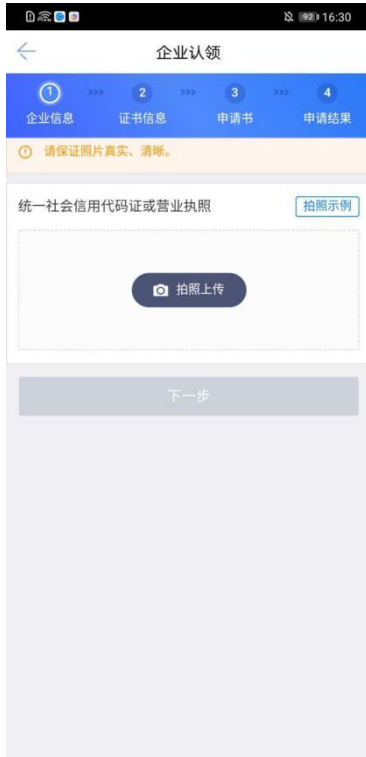 92 16:30
企业认领
1 >>> 2 >>> 3 >>> 4
企业信息 证书信息 申请书 申请结果
请保证照片真实、清晰。
统一社会信用代码证或营业执照 拍照示例
拍照上传
下一步